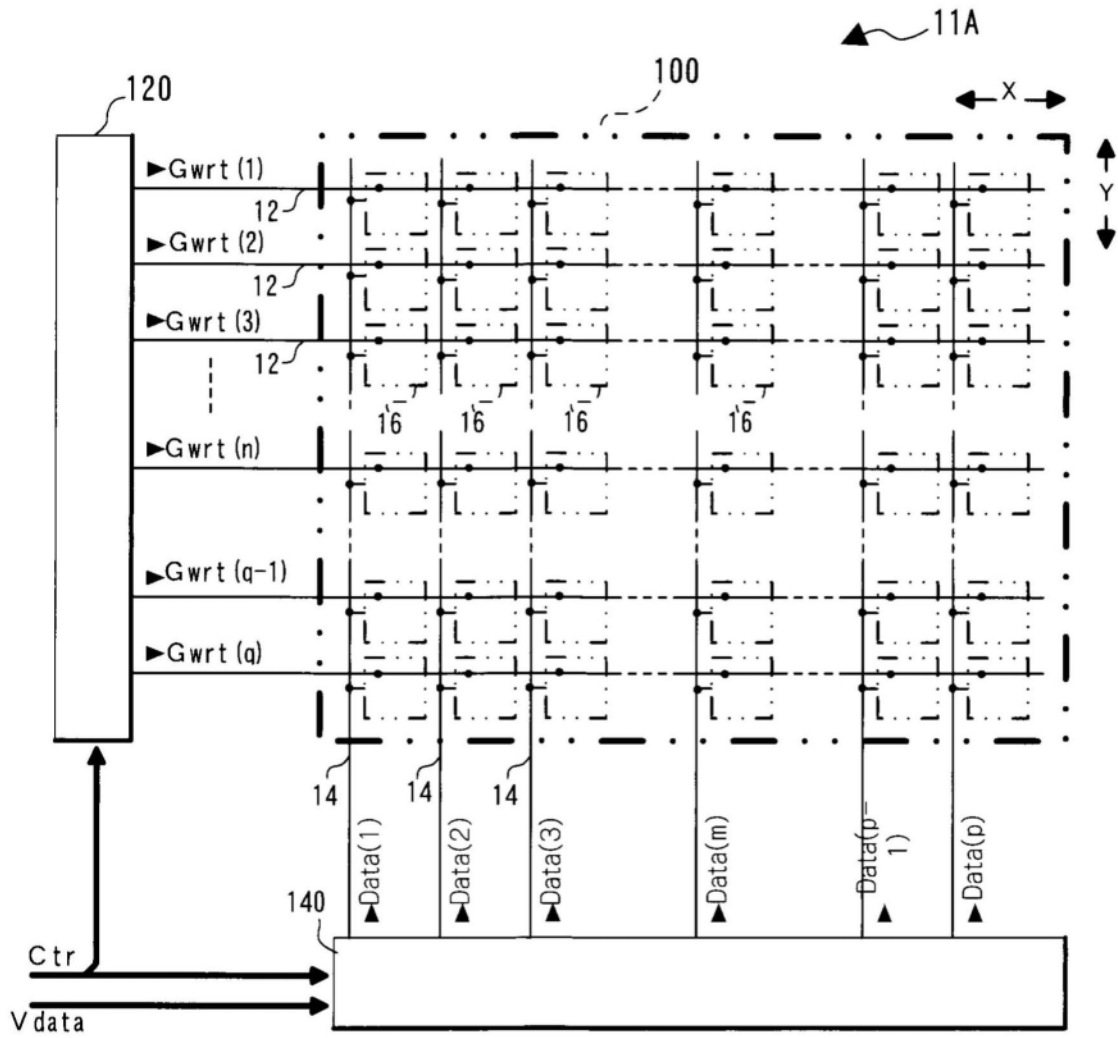 11A
120
100
X
Y
►Gwrt(1)
12
►Gwrt(2)
12
►Gwrt(3)
12
16 16 16 16
►Gwrt(n)
►Gwrt(q-1)
►Gwrt(q)
14 14 14
►Data(1)
►Data(2)
►Data(3)
►Data(m)
►Data(p-
1)
►Data(p)
140
Ctr
Vdata